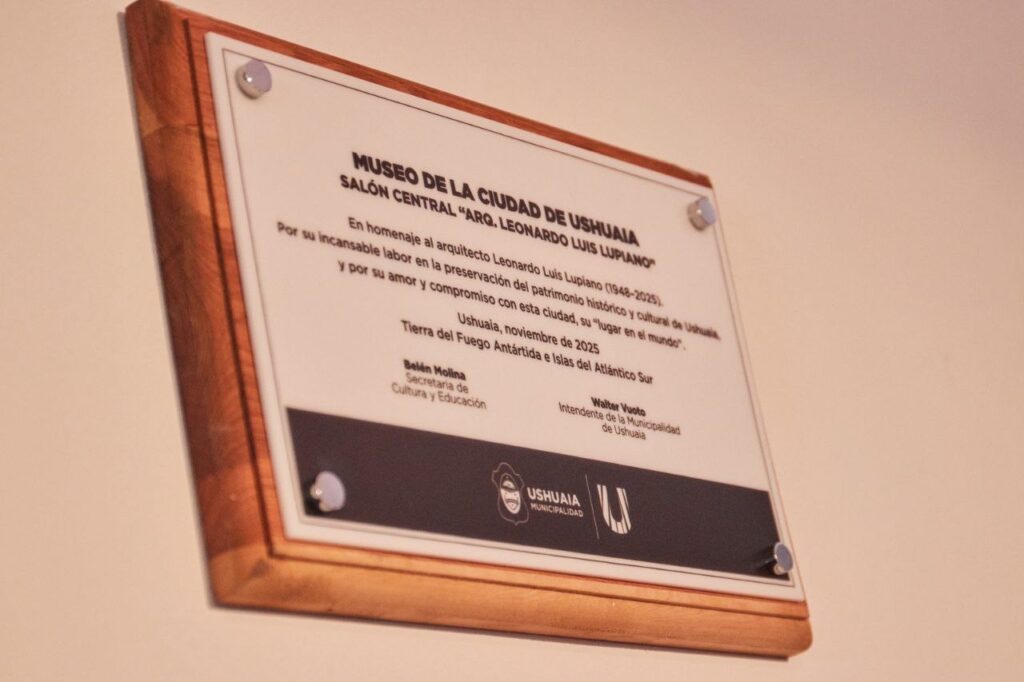 MUSEO DE LA CIUDAD DE USHUAIA
SALÓN CENTRAL "ARQ. LEONARDO LUIS LUPIANO"
En homenaje al arquitecto Leonardo Luis Lupiano (1948-2025).
Por su incansable labor en la preservación del patrimonio histórico y cultural de Ushuaia
y por su amor y compromiso con esta ciudad, su "lugar en el mundo".
Ushuaia, noviembre de 2025
Tierra del Fuego Antártida e Islas del Atlántico Sur
Belén Molina
Secretaria de
Cultura y Educación
Walter Vuoto
Intendente de la Municipalidad
de Ushuaia
USHUAIA
MUNICIPALIDAD